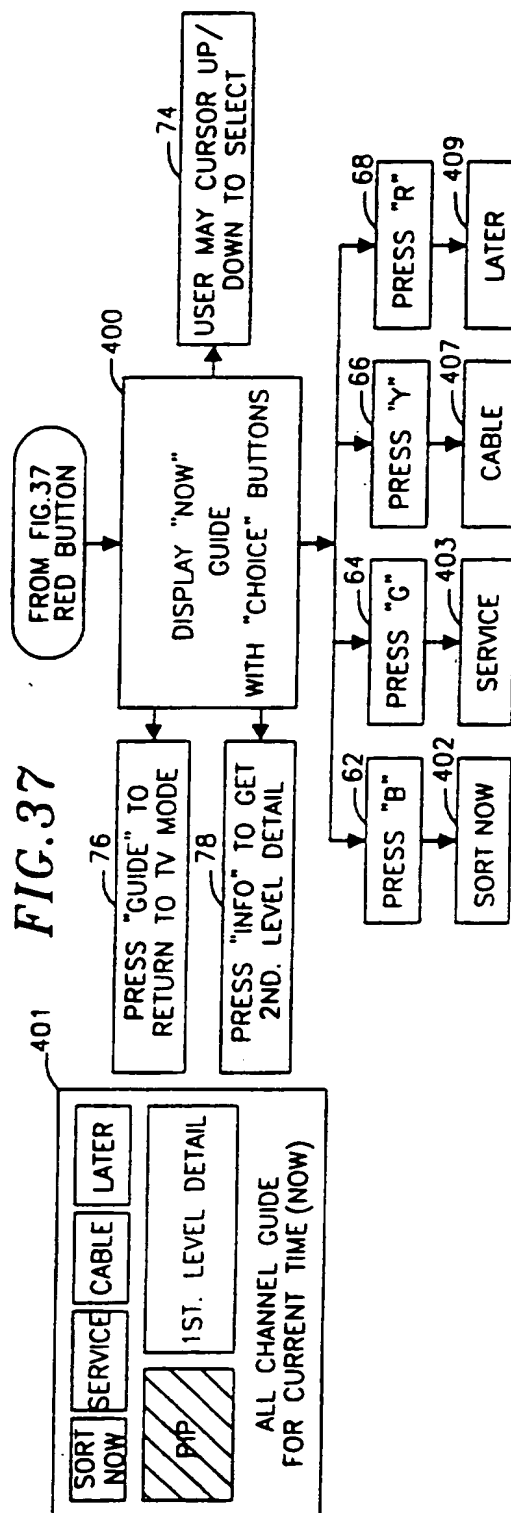 FIG.37
401
SORT
NOW
SERVICE
CABLE
LATER
PIP
1ST. LEVEL DETAIL
ALL CHANNEL GUIDE
FOR CURRENT TIME (NOW)
FROM FIG.37
RED BUTTON
400
DISPLAY "NOW"
GUIDE
WITH "CHOICE" BUTTONS
76
PRESS "GUIDE" TO
RETURN TO TV MODE
78
PRESS "INFO" TO GET
2ND. LEVEL DETAIL
74
USER MAY CURSOR UP/
DOWN TO SELECT
62
PRESS "B"
402
SORT NOW
64
PRESS "G"
403
SERVICE
66
PRESS "Y"
407
CABLE
68
PRESS "R"
409
LATER